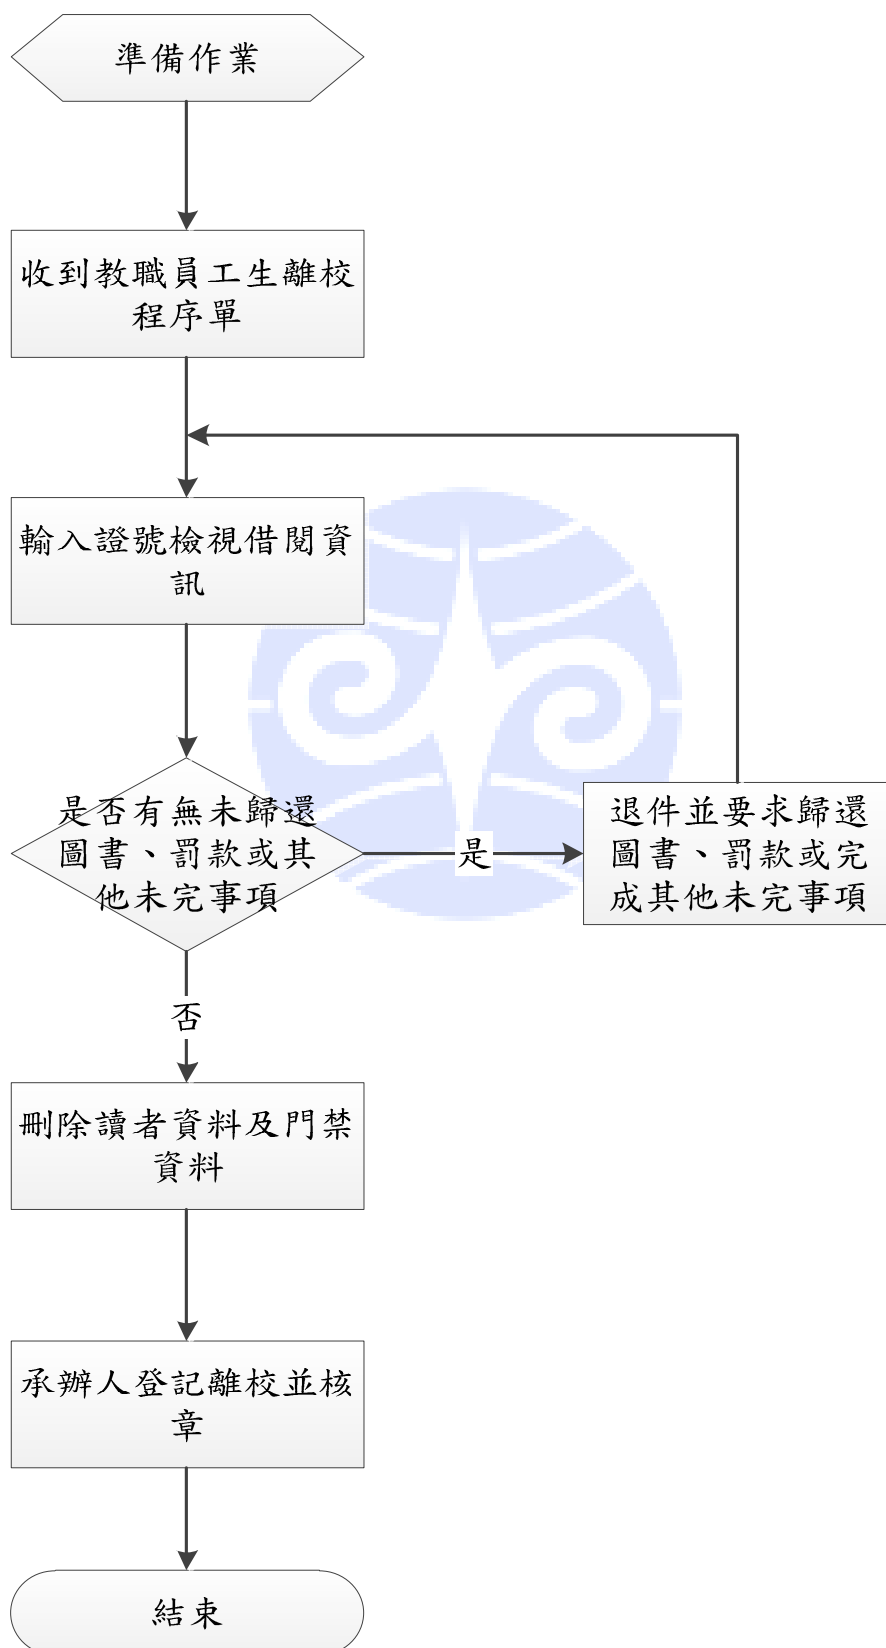 準備作業
收到教職員工生離校
程序單
輸入證號檢視借閱資
訊
是否有無未歸還
圖書、罰款或其
他未完事項
是
退件並要求歸還
圖書、罰款或完
成其他未完事項
否
刪除讀者資料及門禁
資料
承辦人登記離校並核
章
結束